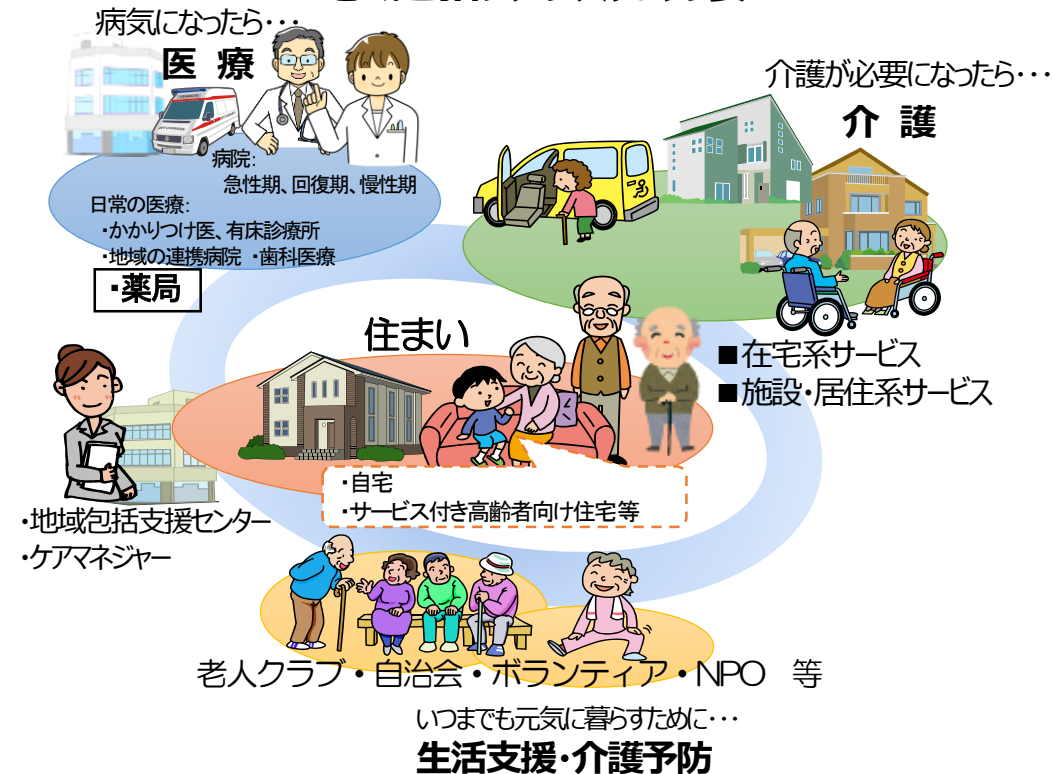 病気になったら・・・
医 療
病院:
急性期、回復期、慢性期
日常の医療:
・かかりつけ医、有床診療所
・地域の連携病院 ・歯科医療
・薬局
介護が必要になったら・・・
介 護
■在宅系サービス
■施設・居住系サービス
住まい
・自宅
・サービス付き高齢者向け住宅等
・地域包括支援センター
・ケアマネジャー
老人クラブ・自治会・ボランティア・NPO 等
いつまでも元気に暮らすために・・・
生活支援・介護予防